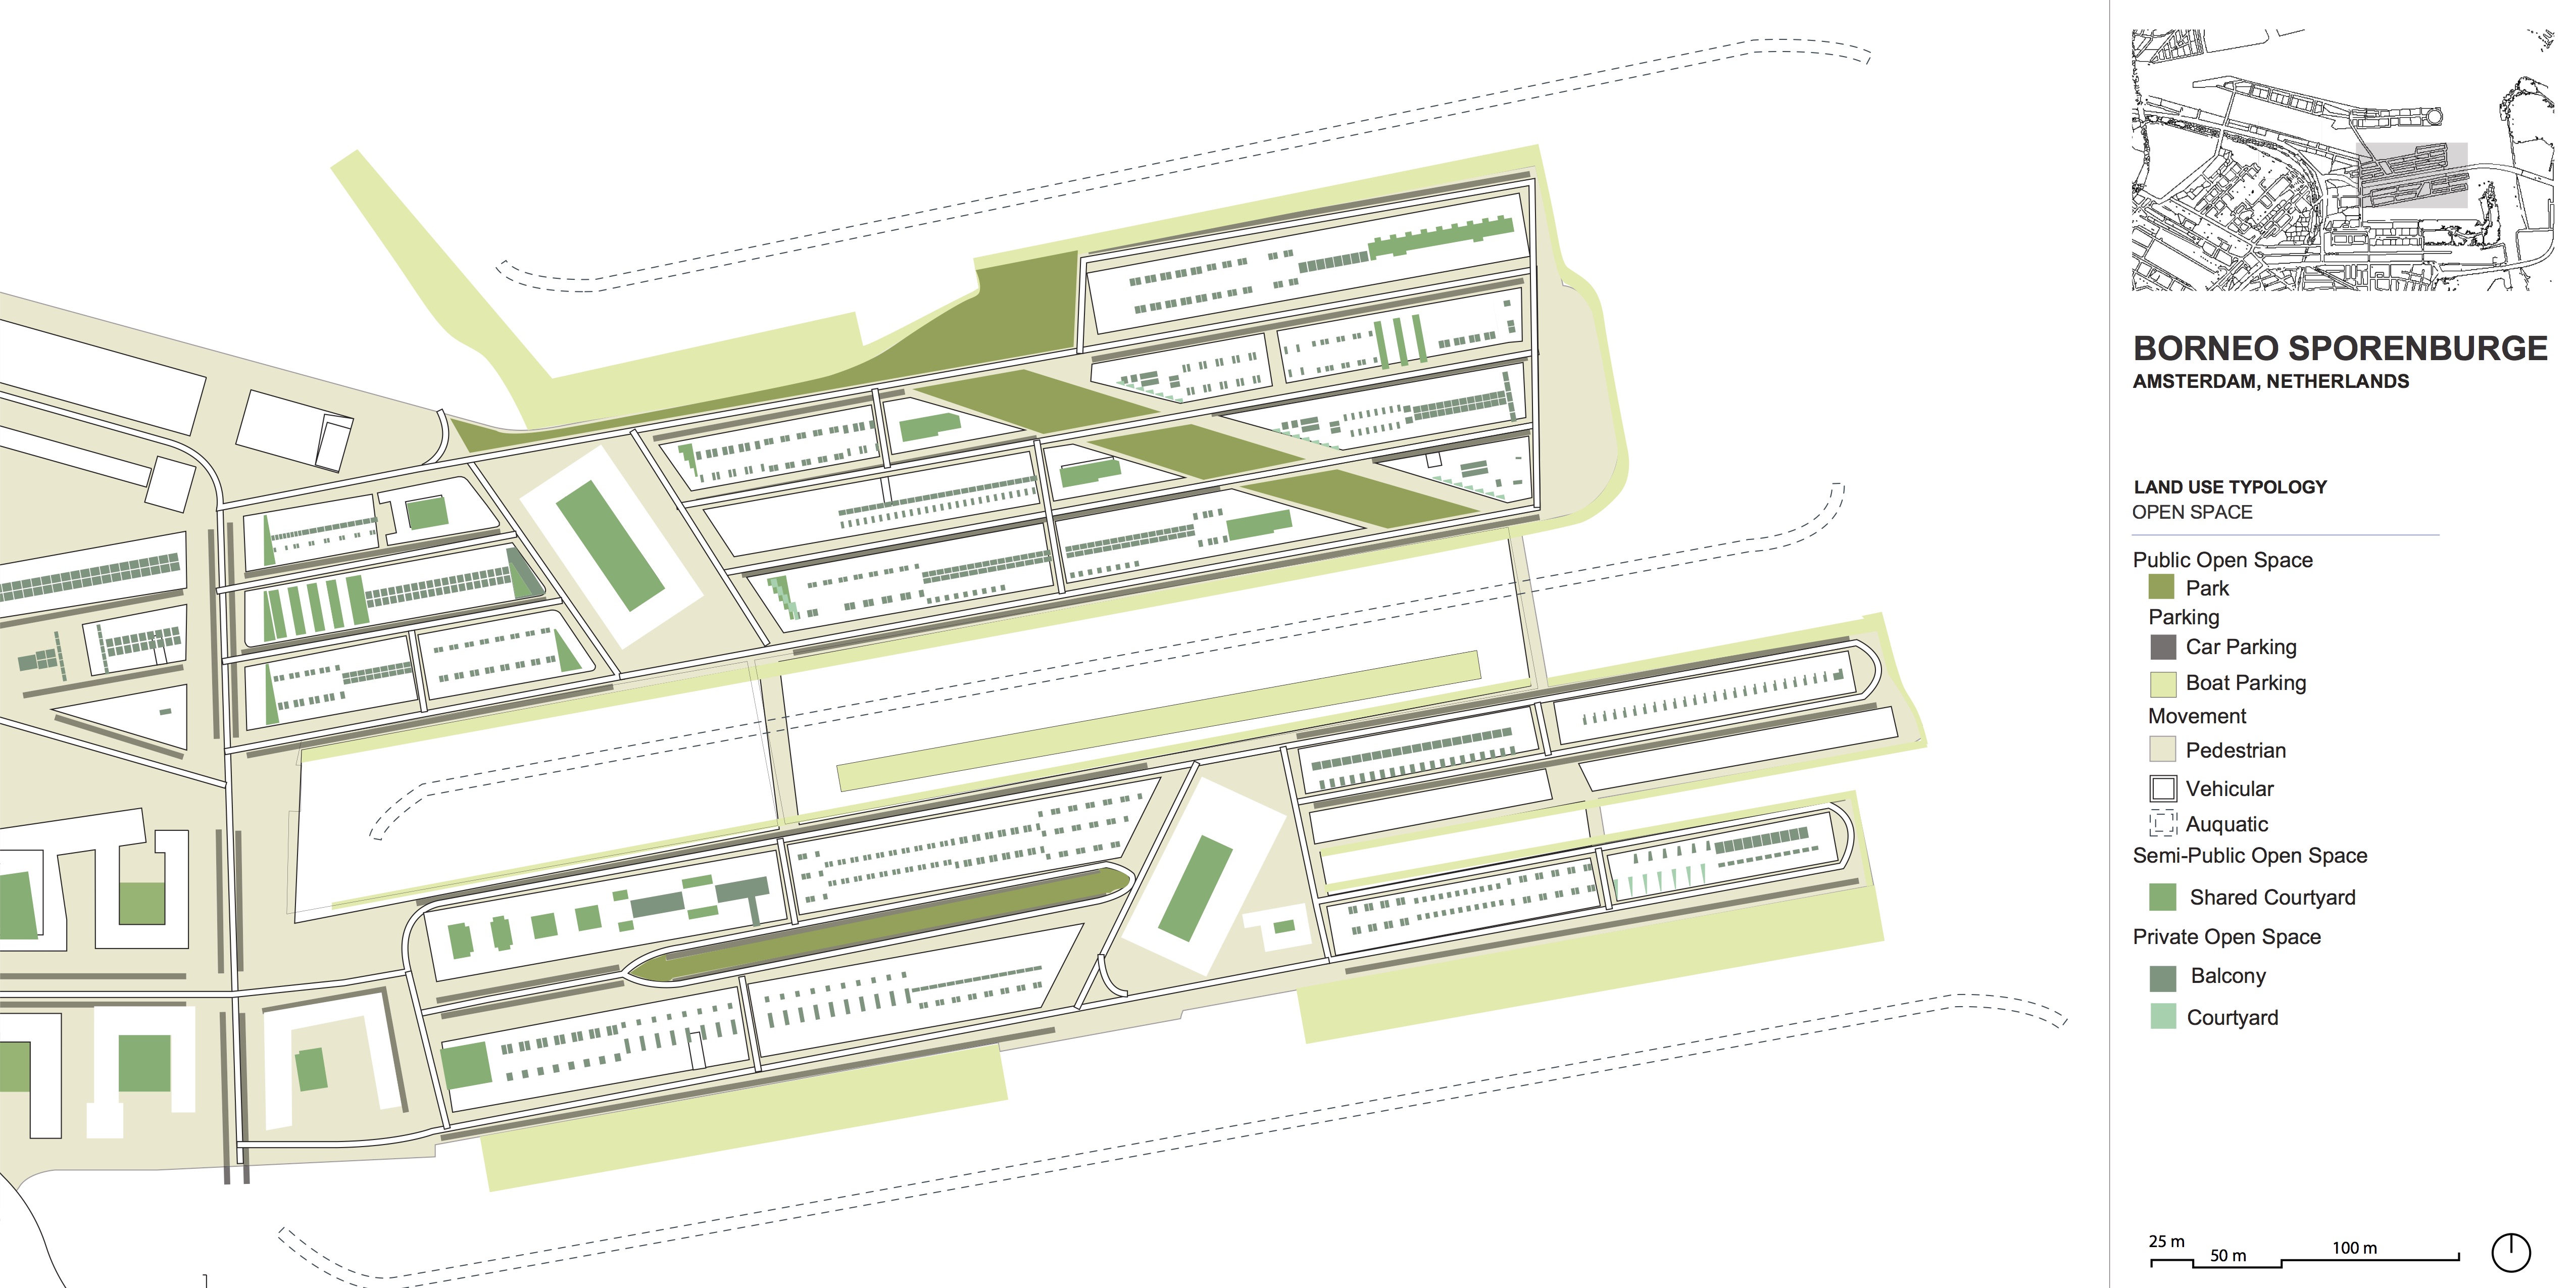 BORNEO SPORENBURGE
AMSTERDAM, NETHERLANDS
LAND USE TYPOLOGY
OPEN SPACE
Public Open Space
Park
Parking
Car Parking
Boat Parking
Movement
Pedestrian
Vehicular
Auquatic
Semi-Public Open Space
Shared Courtyard
Private Open Space
Balcony
Courtyard
25 m
50 m
100 m